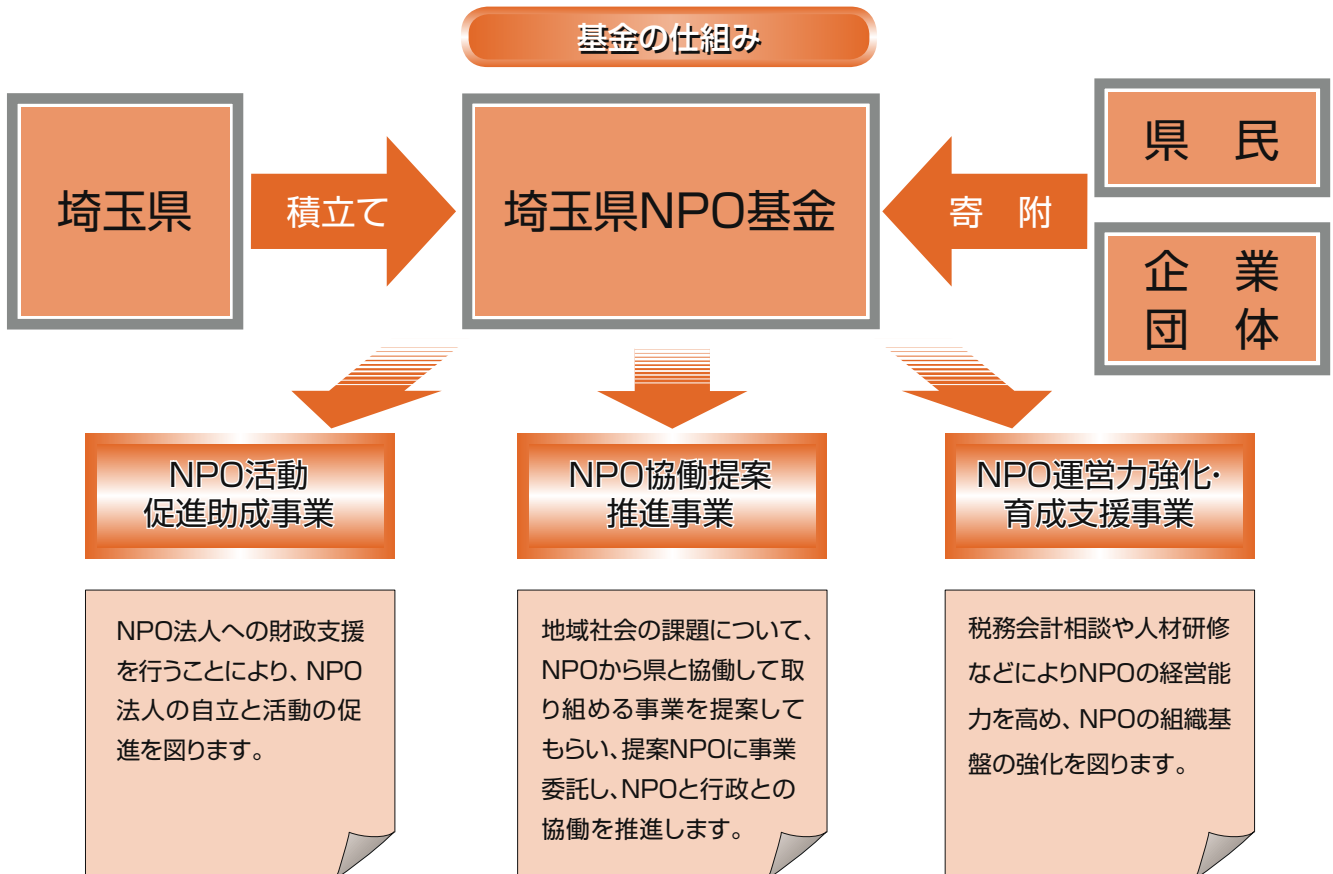 基金の仕組み
埼玉県
積立て
埼玉県NPO基金
寄　附
県　民
企　業
団　体
NPO活動
促進助成事業
NPO法人への財政支援
を行うことにより、NPO
法人の自立と活動の促
進を図ります。
NPO協働提案
推進事業
地域社会の課題について、
NPOから県と協働して取
り組める事業を提案して
もらい、提案NPOに事業
委託し、NPOと行政との
協働を推進します。
NPO運営力強化・
育成支援事業
税務会計相談や人材研修
などによりNPOの経営能
力を高め、NPOの組織基
盤の強化を図ります。